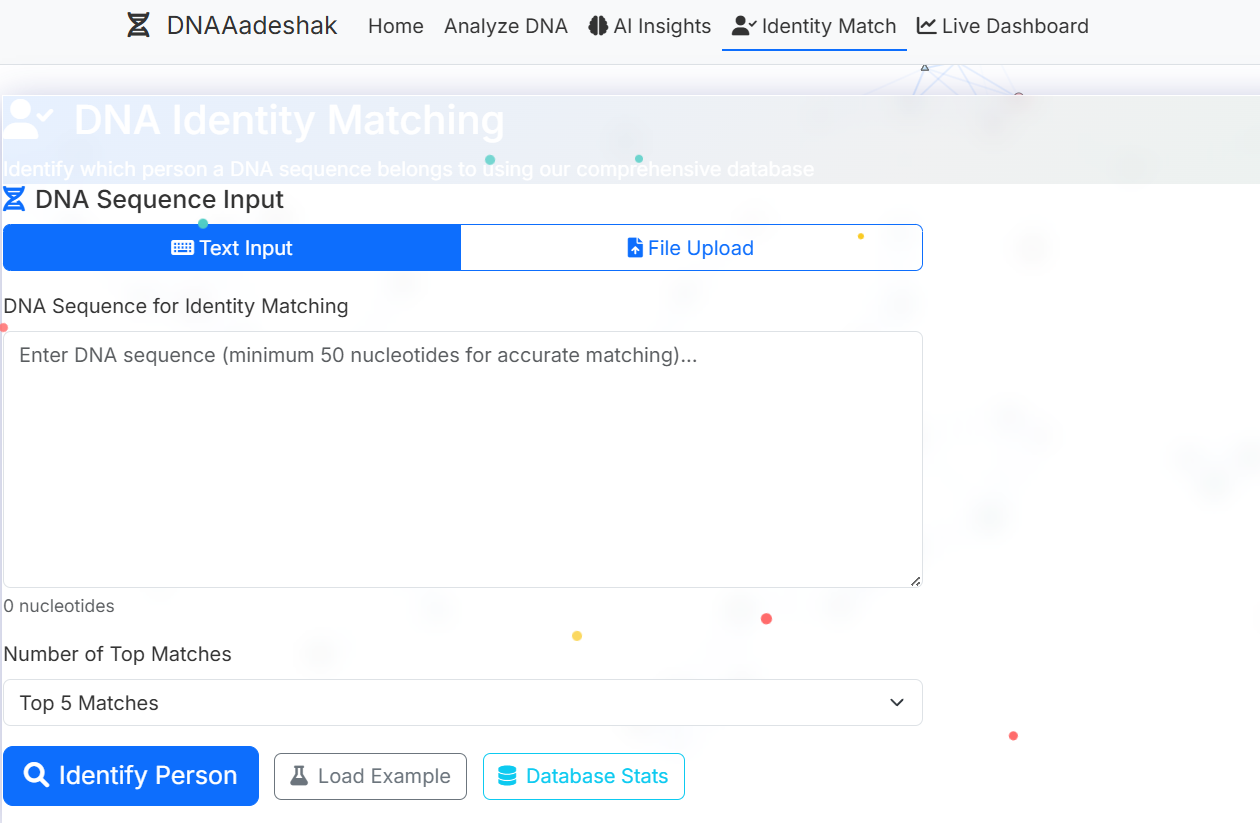 DNAAadeshak Home Analyze DNA AI Insights Identity Match Live Dashboard
DNA Identity Matching
Identify which person a DNA sequence belongs to using our comprehensive database
DNA Sequence Input
Text Input File Upload
DNA Sequence for Identity Matching
Enter DNA sequence (minimum 50 nucleotides for accurate matching)...
0 nucleotides
Number of Top Matches
Top 5 Matches
Identify Person Load Example Database Stats